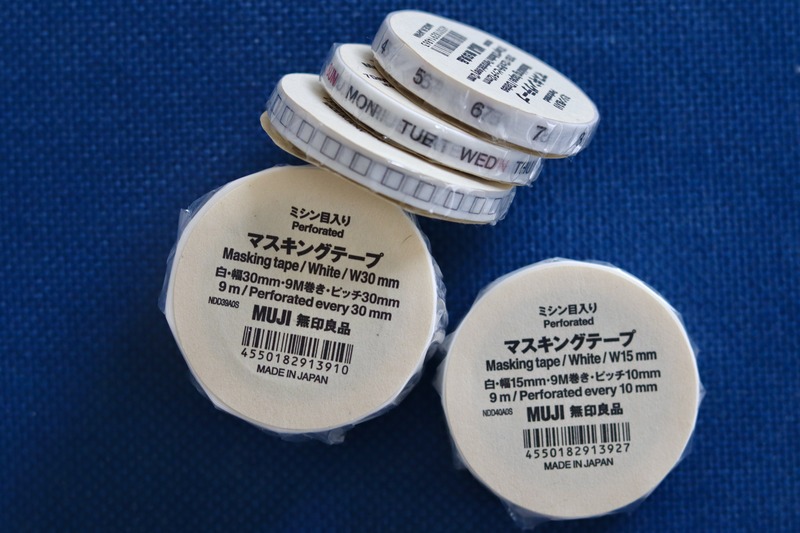 5
6
7
MON
TUE
WED
ミシン目入り
Perforated
マスキングテープ
Masking tape / White / W30 mm
白・幅30mm・9M巻き・ピッチ30mm
9 m / Perforated every 30 mm
NDD39A0S
MUJI 無印良品
4550182913910
MADE IN JAPAN
ミシン目入り
Perforated
マスキングテープ
Masking tape / White / W15 mm
白・幅15mm・9M巻き・ピッチ10mm
9 m / Perforated every 10 mm
NDD40A0S
MUJI 無印良品
4550182913927
MADE IN JAPAN